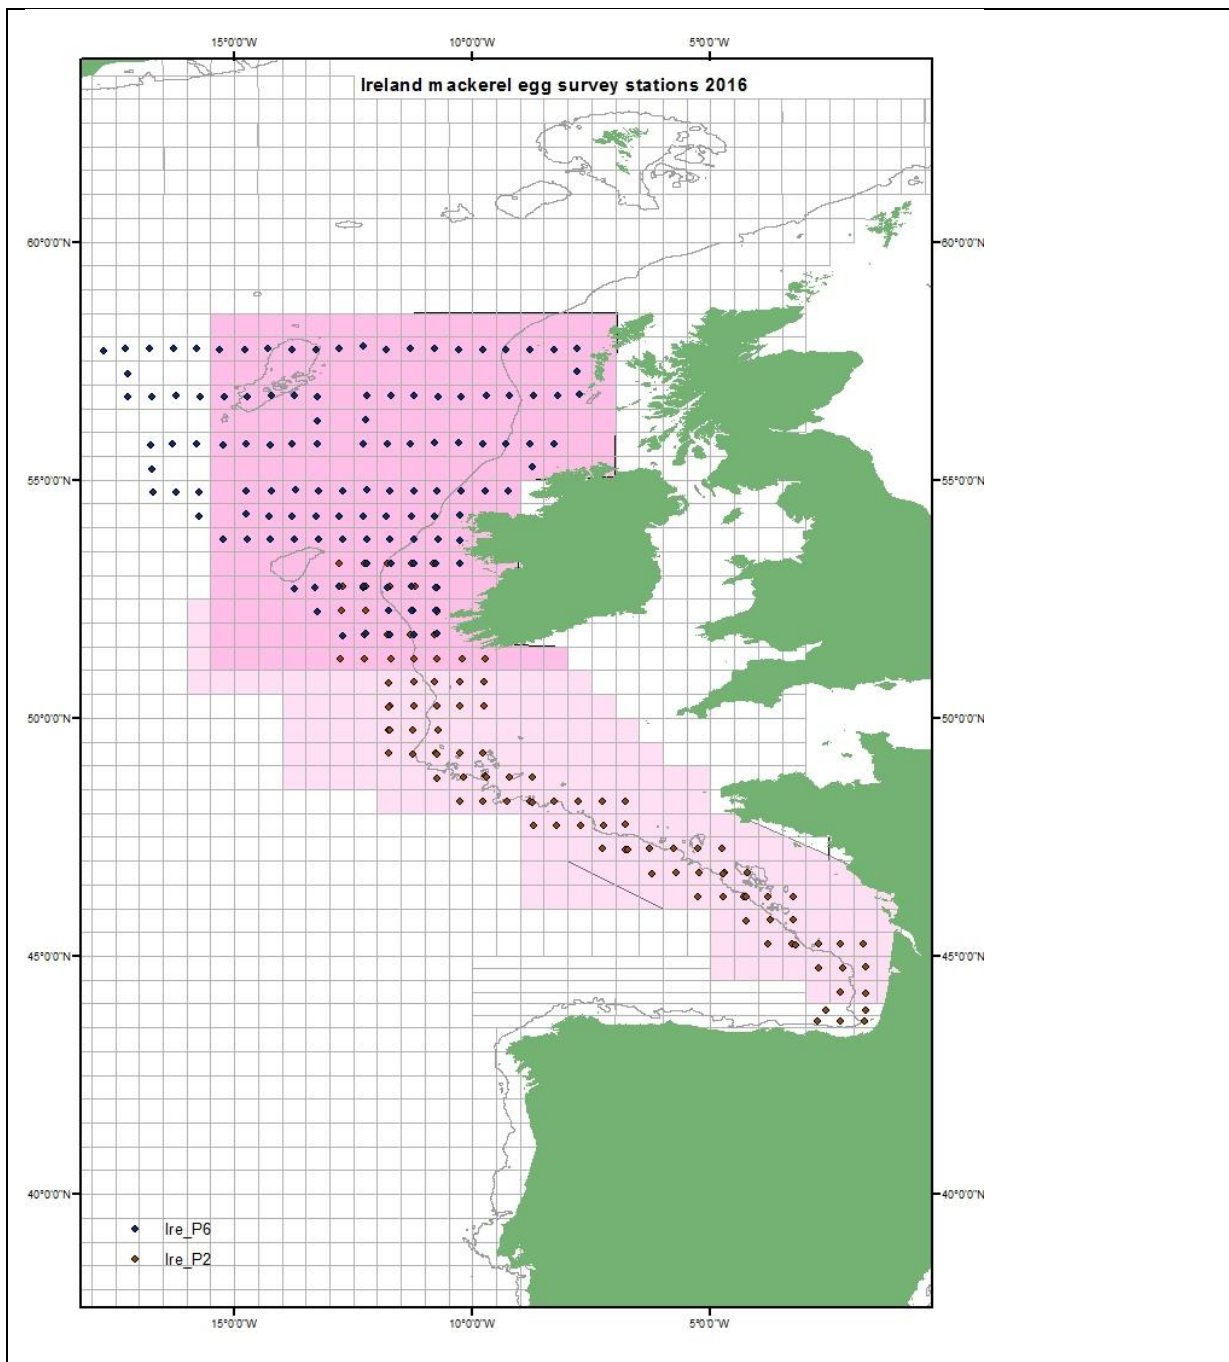 15°0'0"W 10°0'0"W 5°0'0"W
Ireland mackerel egg survey stations 2016
60°0'0"N 60°0'0"N
55°0'0"N 55°0'0"N
50°0'0"N 50°0'0"N
45°0'0"N 45°0'0"N
40°0'0"N 40°0'0"N
Ire_P6
Ire_P2
15°0'0"W 10°0'0"W 5°0'0"W